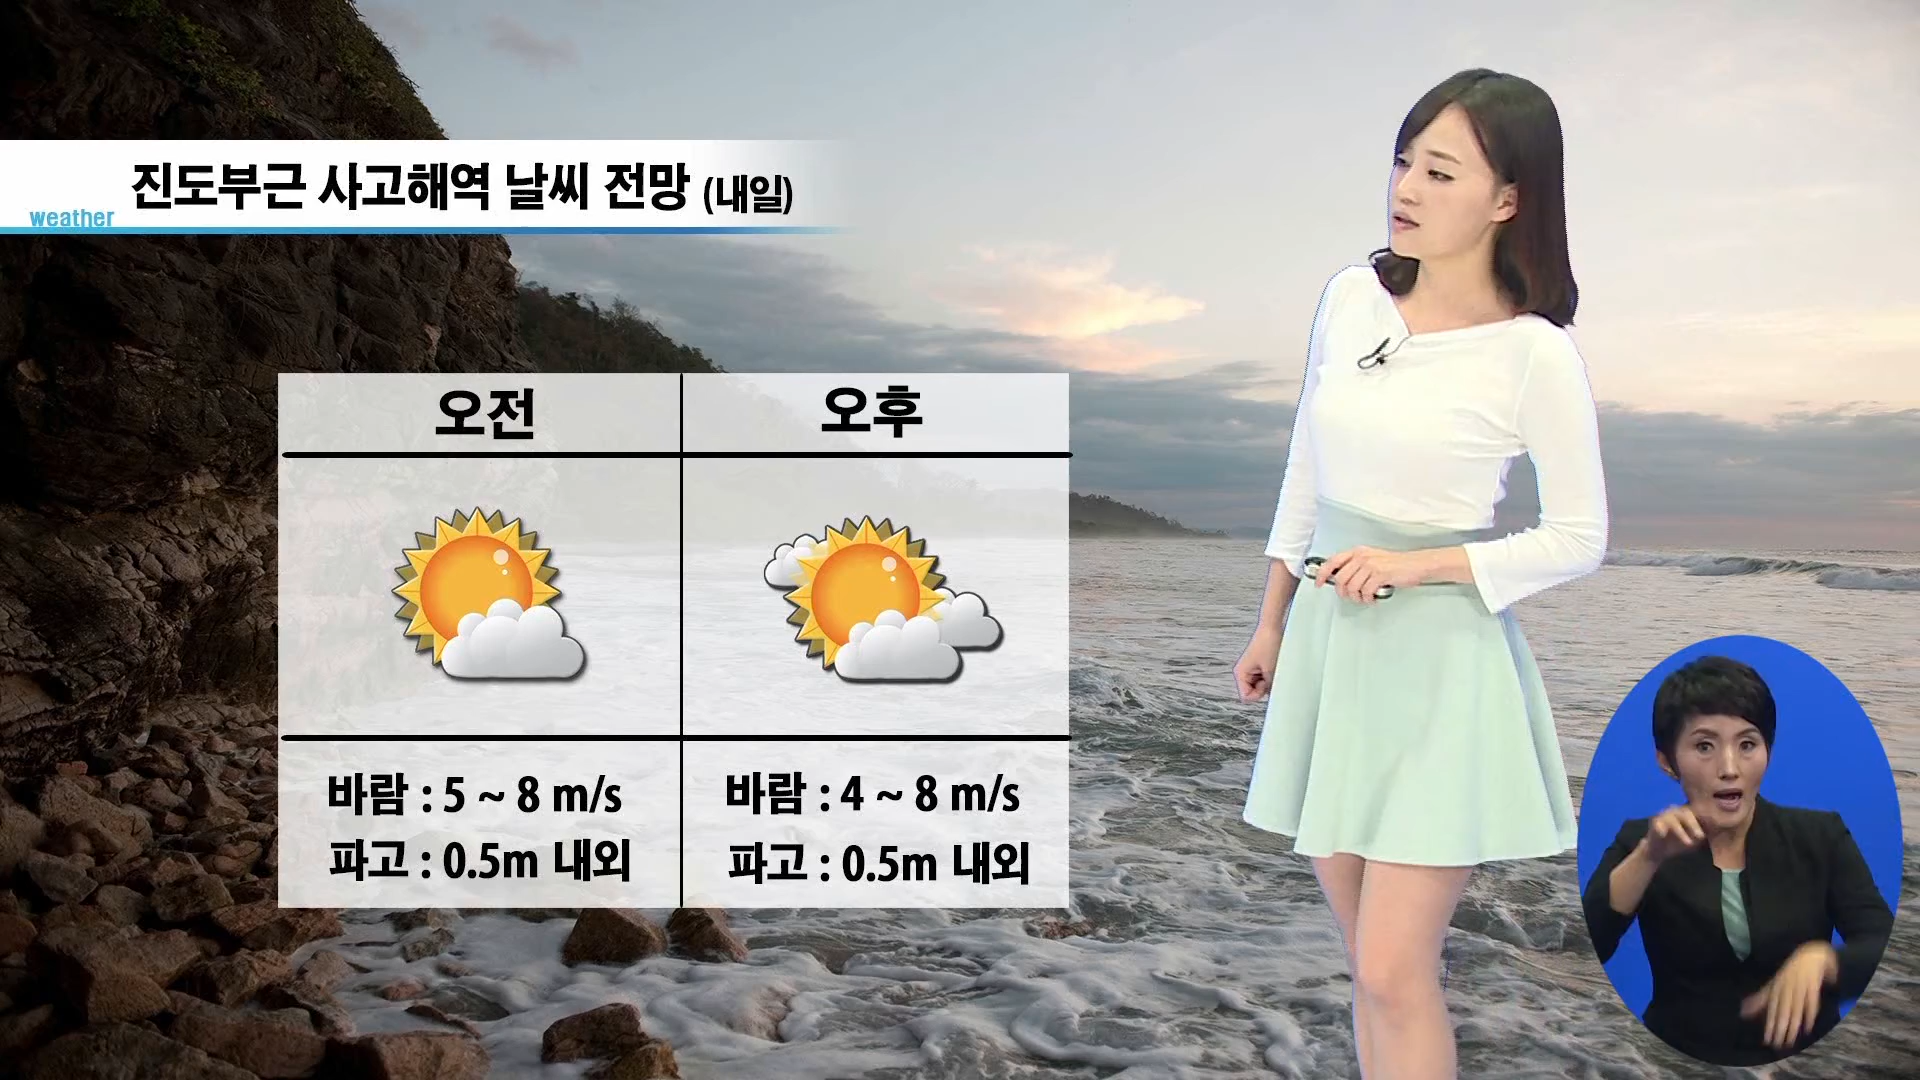 진도부근 사고해역 날씨 전망 (내일)
weather
오전 오후
바람 : 5 ~ 8 m/s 바람 : 4 ~ 8 m/s
파고 : 0.5m 내외 파고 : 0.5m 내외